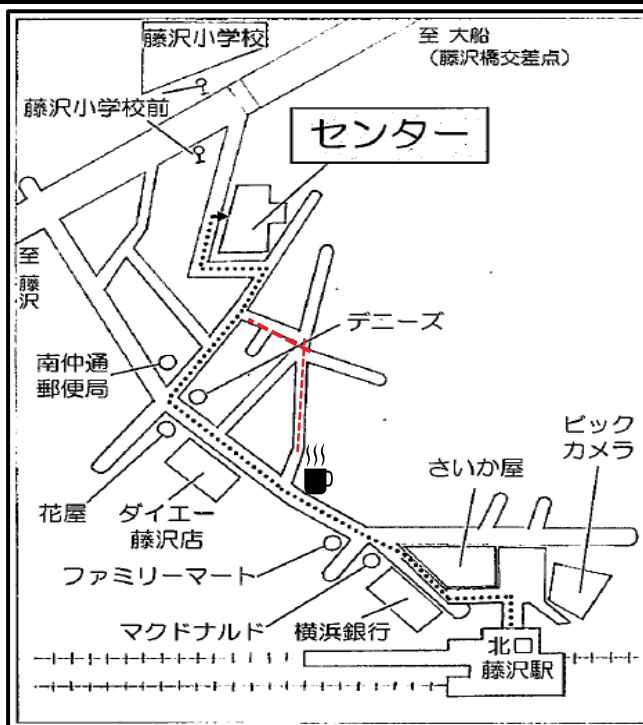 藤沢小学校
至 大船
(藤沢橋交差点)
藤沢小学校前
センター
至
藤
沢
デニーズ
南仲通
郵便局
ビック
カメラ
さいか屋
花屋
ダイエー
藤沢店
ファミリーマート
マクドナルド
横浜銀行
北口
藤沢駅